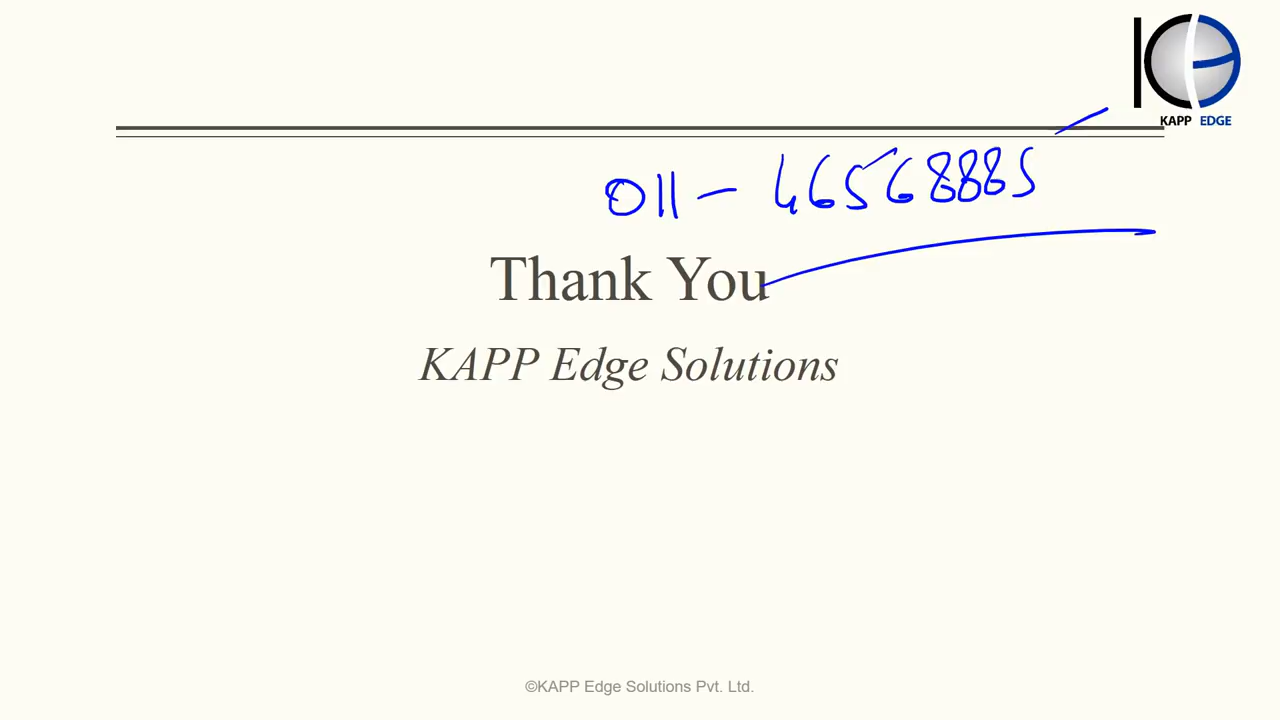 KAPP EDGE
011 - 46568885
Thank You
KAPP Edge Solutions
©KAPP Edge Solutions Pvt. Ltd.